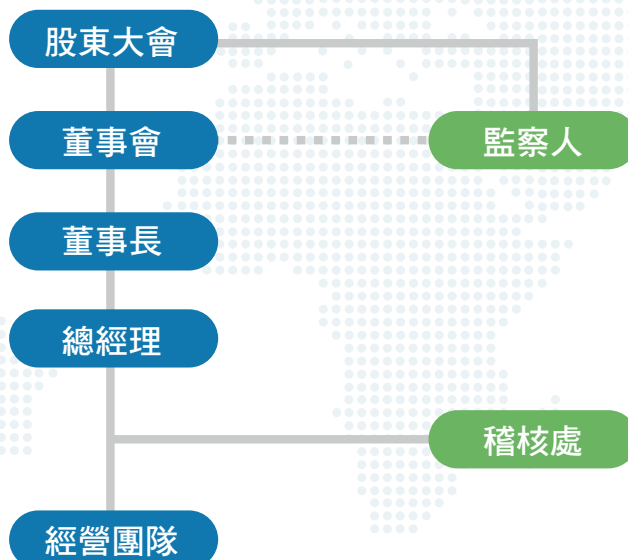 股東大會
董事會
監察人
董事長
總經理
稽核處
經營團隊